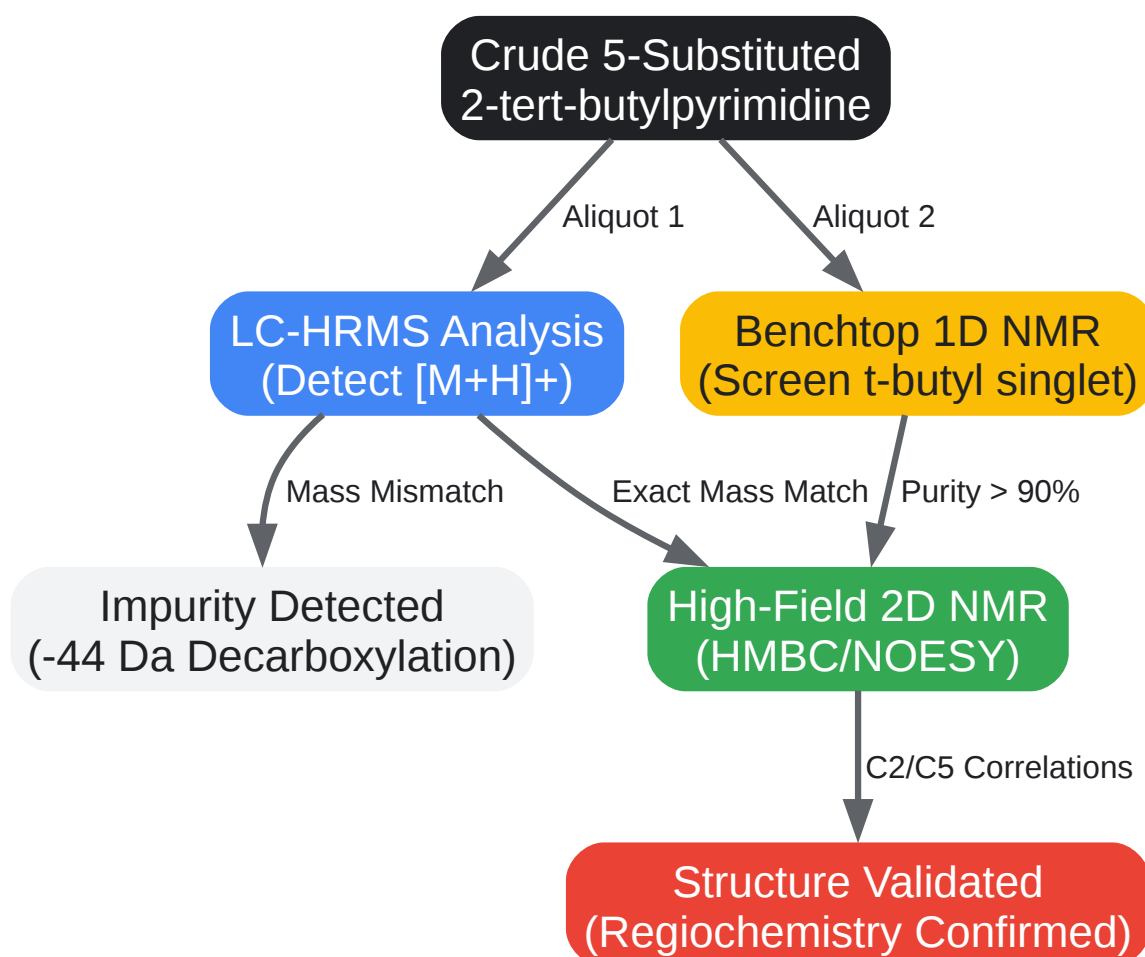 Crude 5-Substituted
2-tert-butylpyrimidine
Aliquot 1
Aliquot 2
LC-HRMS Analysis
(Detect [M+H]+)
Benchtop 1D NMR
(Screen t-butyl singlet)
Mass Mismatch
Exact Mass Match
Purity > 90%
Impurity Detected
(-44 Da Decarboxylation)
High-Field 2D NMR
(HMBC/NOESY)
C2/C5 Correlations
Structure Validated
(Regiochemistry Confirmed)